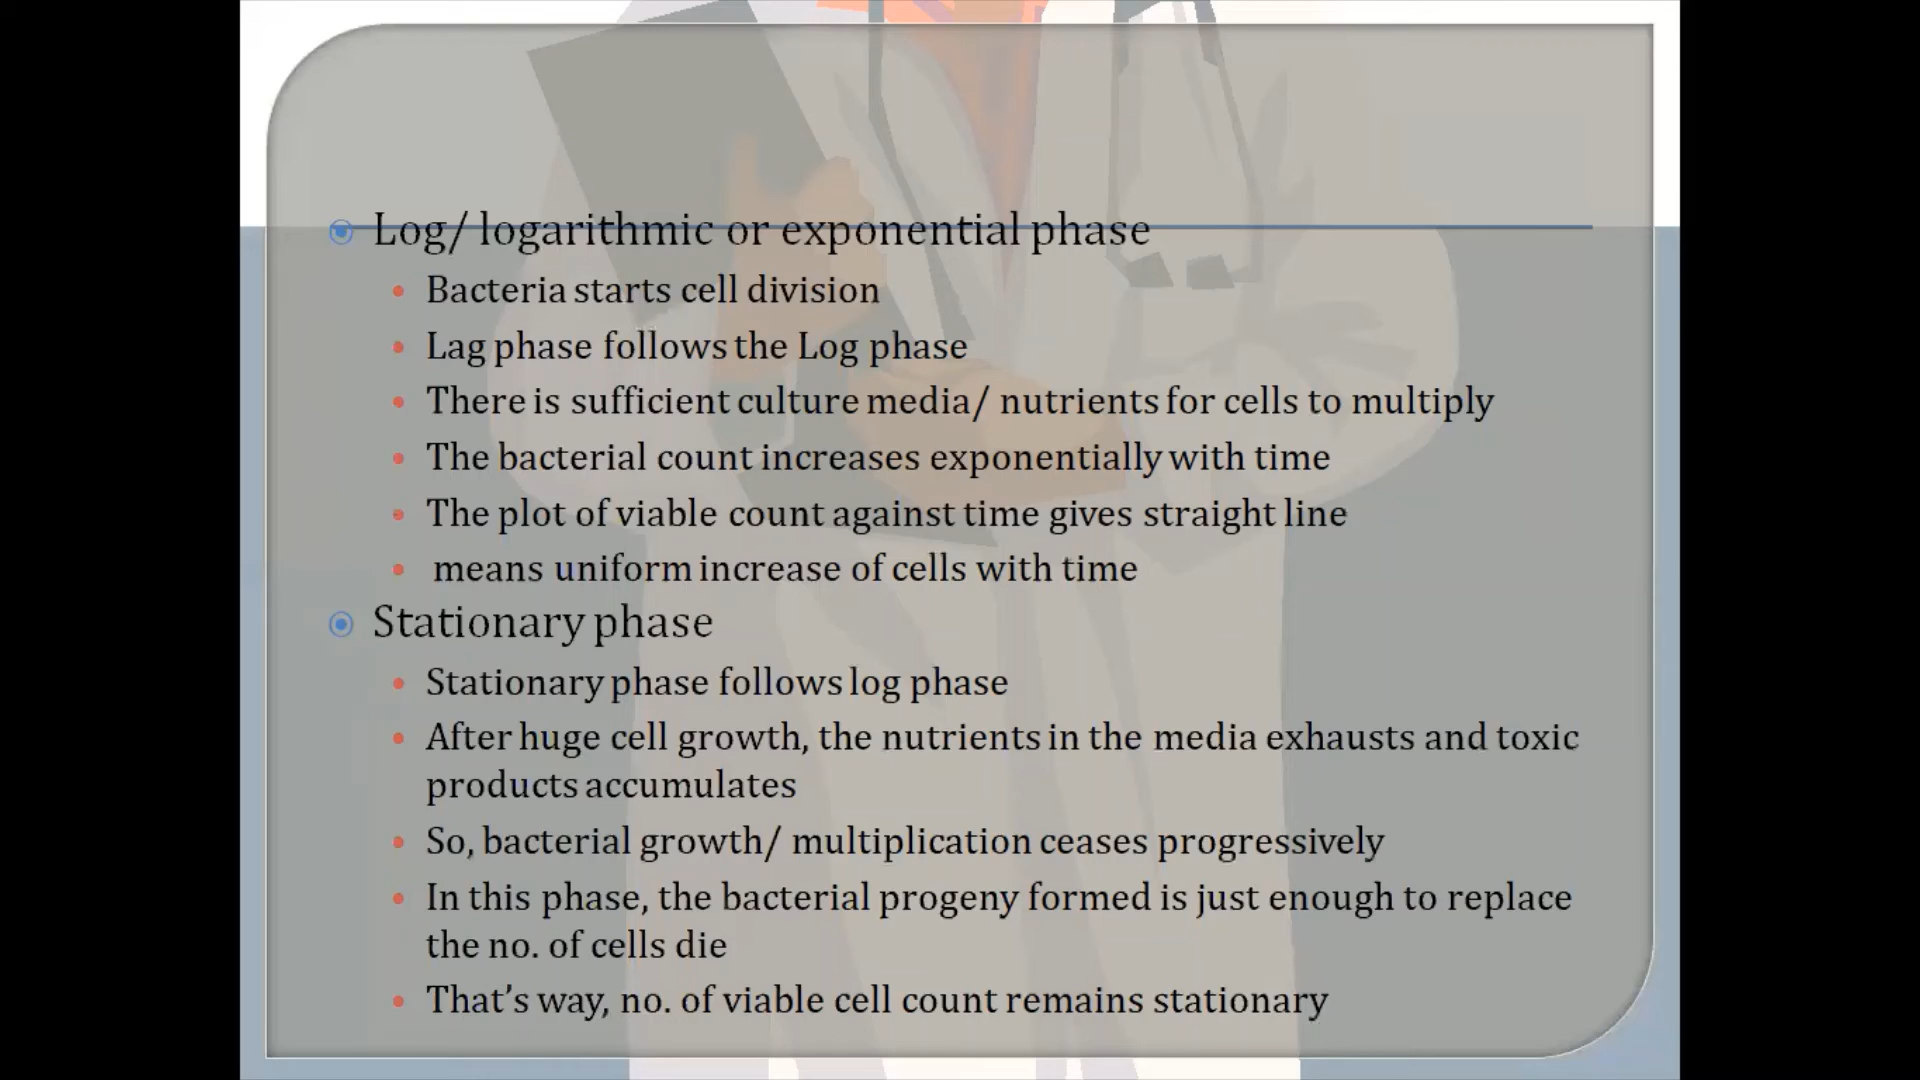 Log/ logarithmic or exponential phase
Bacteria starts cell division
Lag phase follows the Log phase
There is sufficient culture media/ nutrients for cells to multiply
The bacterial count increases exponentially with time
The plot of viable count against time gives straight line
means uniform increase of cells with time
Stationary phase
Stationary phase follows log phase
After huge cell growth, the nutrients in the media exhausts and toxic
products accumulates
So, bacterial growth/ multiplication ceases progressively
In this phase, the bacterial progeny formed is just enough to replace
the no. of cells die
That’s way, no. of viable cell count remains stationary